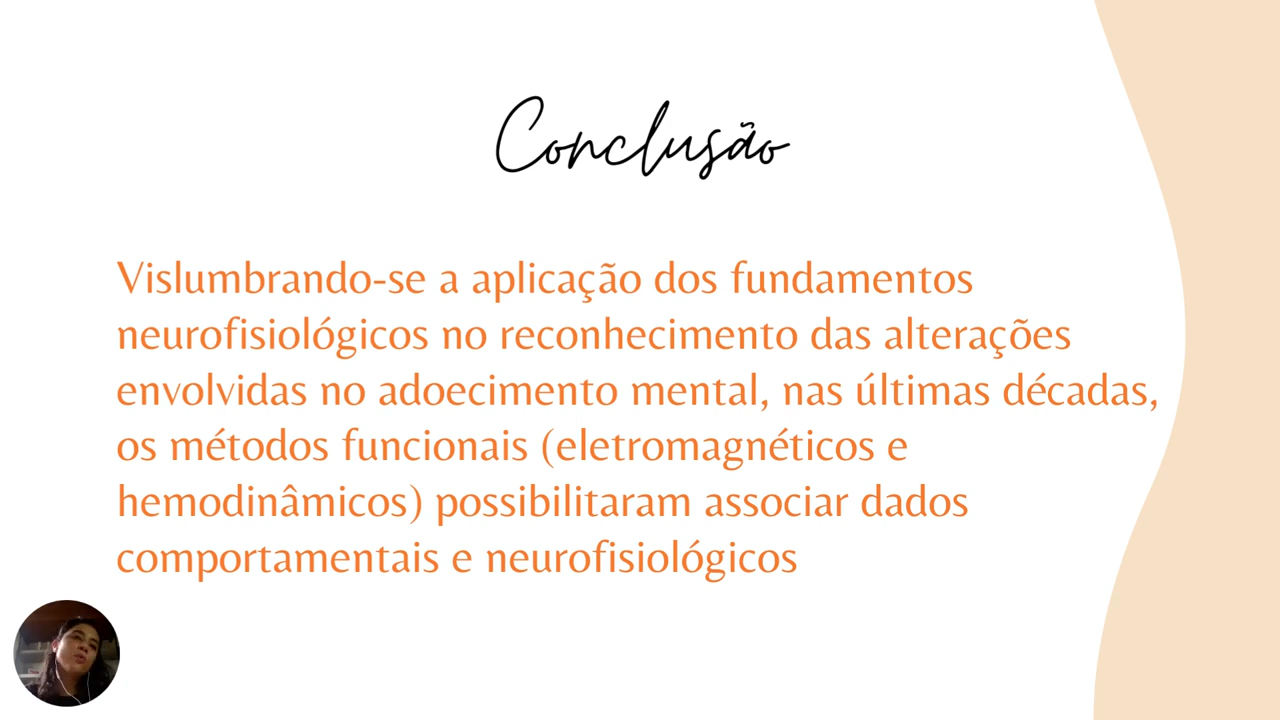 Conclusão
Vislumbrando-se a aplicação dos fundamentos
neurofisiológicos no reconhecimento das alterações
envolvidas no adoecimento mental, nas últimas décadas,
os métodos funcionais (eletromagnéticos e
hemodinâmicos) possibilitaram associar dados
comportamentais e neurofisiológicos